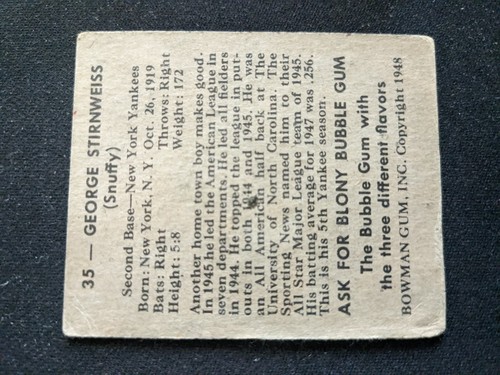 35 — GEORGE STIRNWEISS
(Snuffy)
Second Base—New York Yankees
Born: New York, N. Y. Oct. 26, 1919
Bats: Right Throws: Right
Height: 5:8 Weight: 172
Another home town boy makes good.
In 1945 he led the American League in
seven departments. He led all fielders
in 1944. He topped the league in put-
outs in both 1944 and 1945. He was
an All American half back at The
University of North Carolina. The
Sporting News named him to their
All Star Major League team of 1945.
His batting average for 1947 was .256.
This is his 5th Yankee season.
ASK FOR BLONY BUBBLE GUM
The Bubble Gum with
the three different flavors
BOWMAN GUM, INC. Copyright 1948